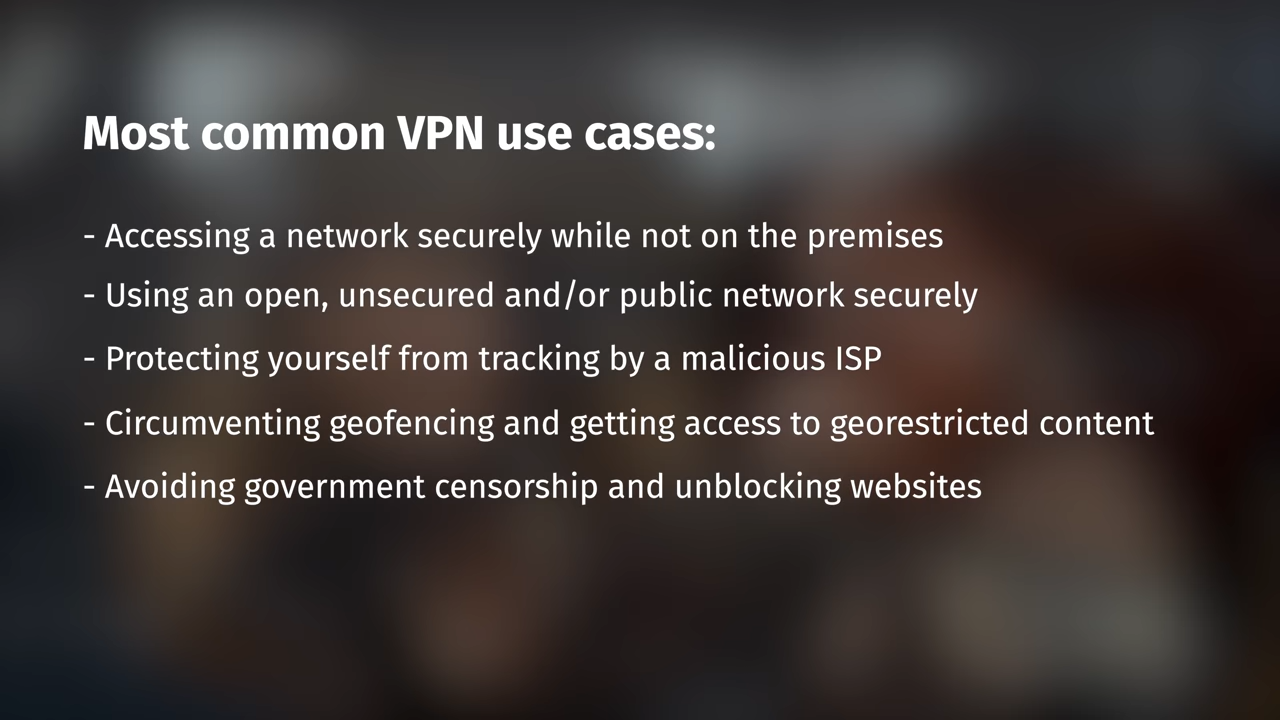 Most common VPN use cases:
- Accessing a network securely while not on the premises
- Using an open, unsecured and/or public network securely
- Protecting yourself from tracking by a malicious ISP
- Circumventing geofencing and getting access to georestricted content
- Avoiding government censorship and unblocking websites